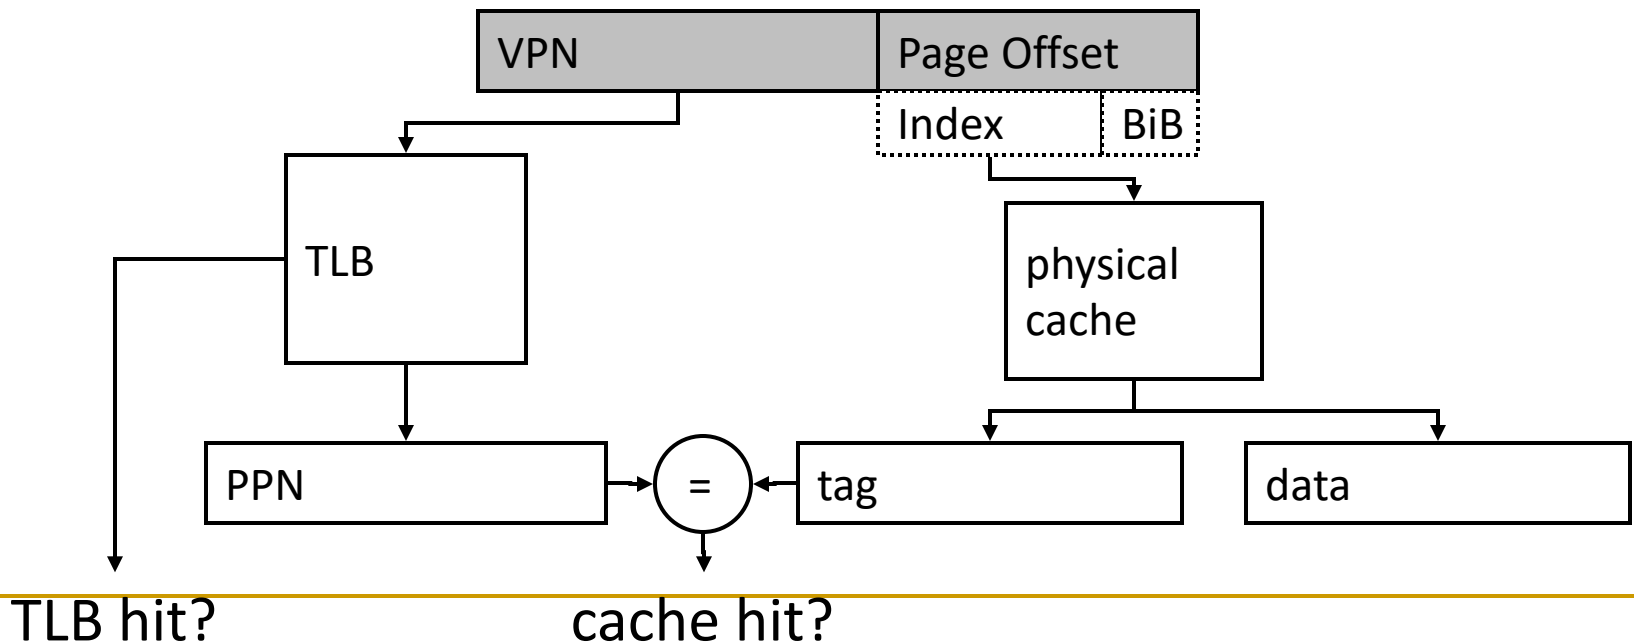 VPN
Page Offset
Index
BiB
TLB
physical
cache
PPN
=
tag
data
TLB hit?
cache hit?